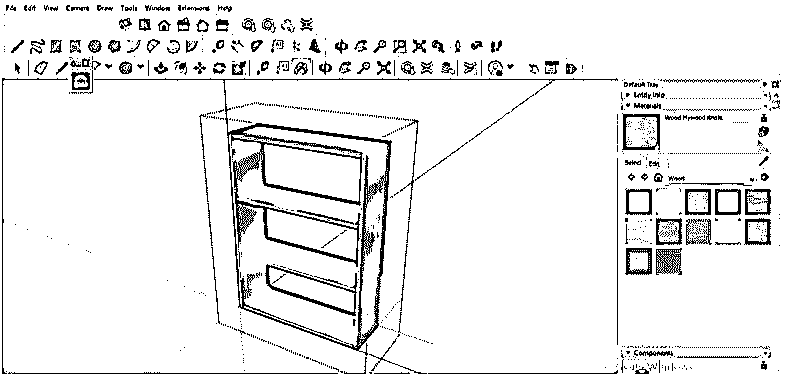 File Edit View Camera Draw Tools Window Extensions Help
Default Tray
Entity Info
Materials
Wood Plywood Knots
Select Edit
Wood
Components